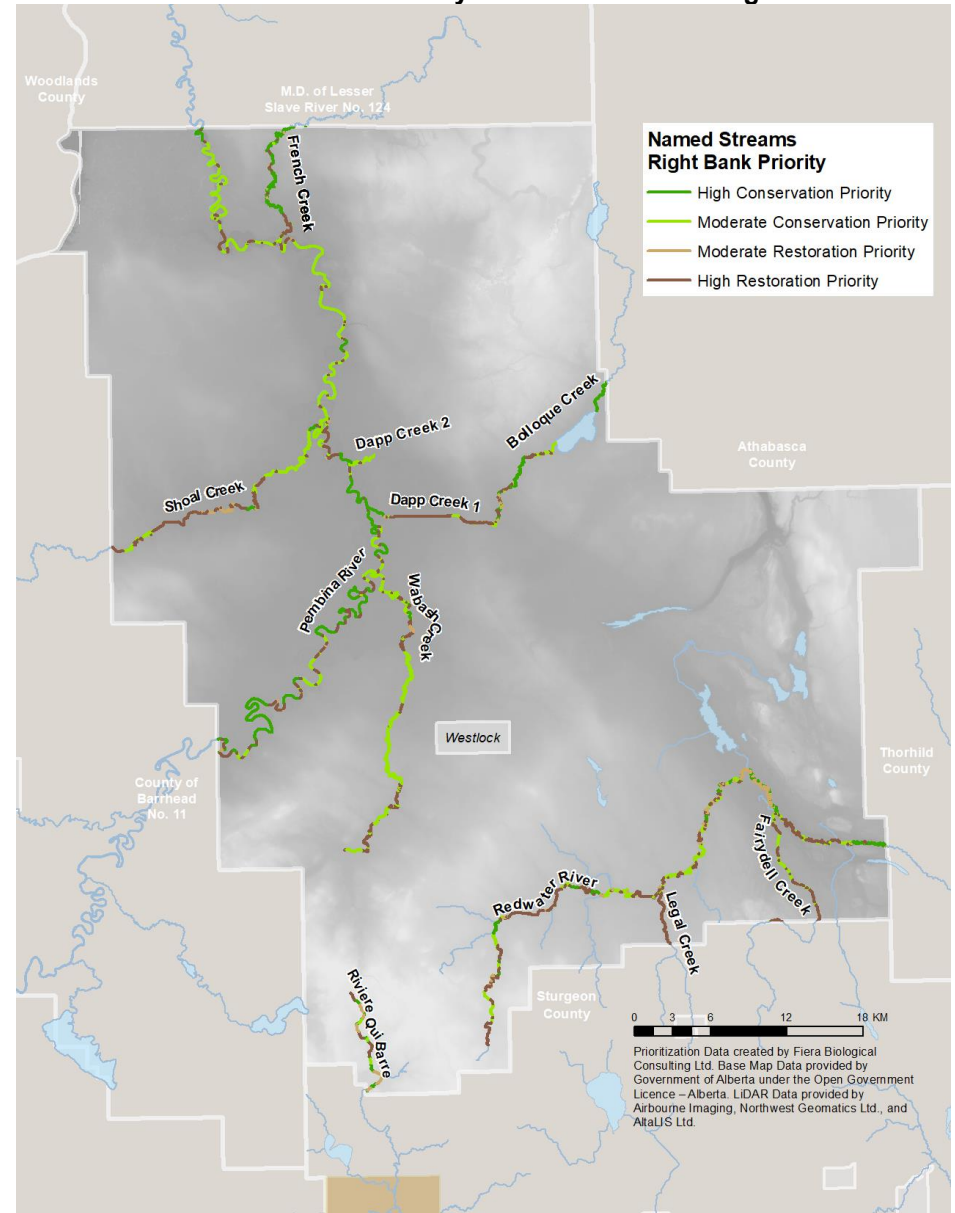 Woodlands
County
M.D. of Lesser
Slave River No. 124
French Creek
Named Streams
Right Bank Priority
High Conservation Priority
Moderate Conservation Priority
Moderate Restoration Priority
High Restoration Priority
Bolloque Creek
Dapp Creek 2
Athabasca
County
Shoal Creek
Dapp Creek 1
Pembina River
Wabash Creek
Westlock
Thorhild
County
County of
Barrhead
No. 11
Fairydell Creek
Redwater River
Legal Creek
Riviere Qui Barre
Sturgeon
County
0 3 6 12 18 KM
Prioritization Data created by Fiera Biological
Consulting Ltd. Base Map Data provided by
Government of Alberta under the Open Government
Licence – Alberta. LiDAR Data provided by
Airbourne Imaging, Northwest Geomatics Ltd., and
AltaLIS Ltd.